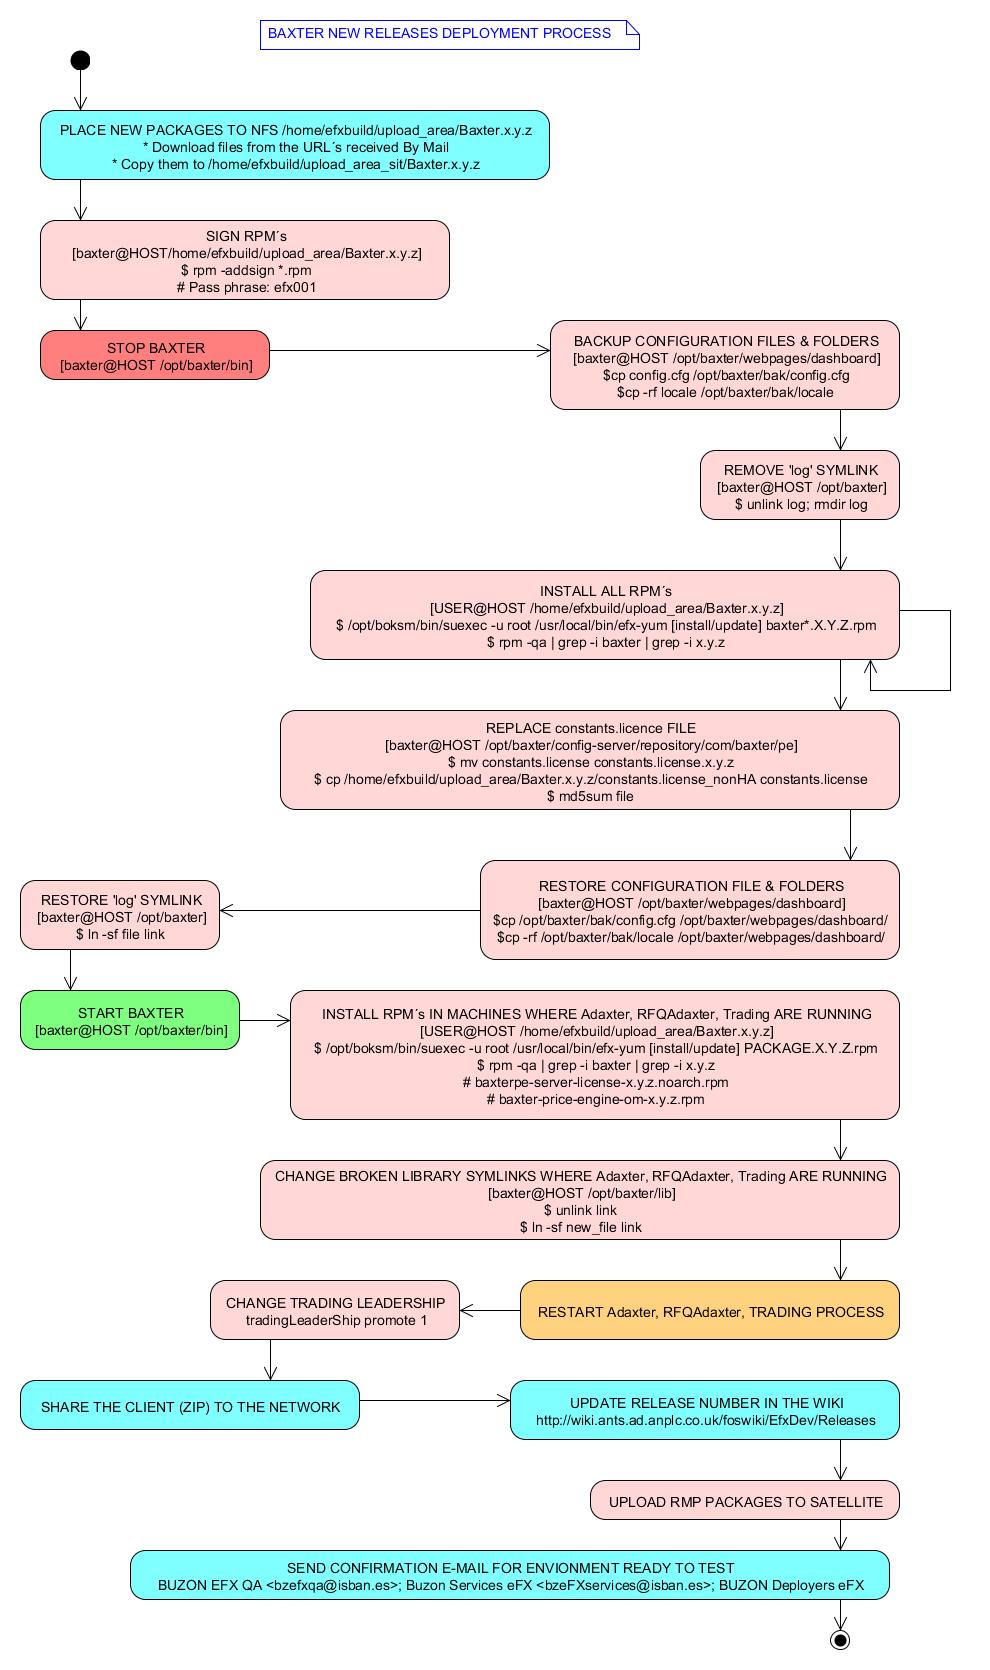 BAXTER NEW RELEASES DEPLOYMENT PROCESS
PLACE NEW PACKAGES TO NFS /home/efxbuild/upload_area/Baxter.x.y.z
* Download files from the URL´s received By Mail
* Copy them to /home/efxbuild/upload_area_sit/Baxter.x.y.z
SIGN RPM´s
[baxter@HOST/home/efxbuild/upload_area/Baxter.x.y.z]
$ rpm -addsign *.rpm
# Pass phrase: efx001
STOP BAXTER
[baxter@HOST /opt/baxter/bin]
BACKUP CONFIGURATION FILES & FOLDERS
[baxter@HOST /opt/baxter/webpages/dashboard]
$cp config.cfg /opt/baxter/bak/config.cfg
$cp -rf locale /opt/baxter/bak/locale
REMOVE 'log' SYMLINK
[baxter@HOST /opt/baxter]
$ unlink log; rmdir log
INSTALL ALL RPM´s
[USER@HOST /home/efxbuild/upload_area/Baxter.x.y.z]
$ /opt/boksm/bin/suexec -u root /usr/local/bin/efx-yum [install/update] baxter*.X.Y.Z.rpm
$ rpm -qa | grep -i baxter | grep -i x.y.z
REPLACE constants.licence FILE
[baxter@HOST /opt/baxter/config-server/repository/com/baxter/pe]
$ mv constants.license constants.license.x.y.z
$ cp /home/efxbuild/upload_area/Baxter.x.y.z/constants.license_nonHA constants.license
$ md5sum file
RESTORE CONFIGURATION FILE & FOLDERS
[baxter@HOST /opt/baxter/webpages/dashboard]
$cp /opt/baxter/bak/config.cfg /opt/baxter/webpages/dashboard/
$cp -rf /opt/baxter/bak/locale /opt/baxter/webpages/dashboard/
RESTORE 'log' SYMLINK
[baxter@HOST /opt/baxter]
$ ln -sf file link
START BAXTER
[baxter@HOST /opt/baxter/bin]
INSTALL RPM´s IN MACHINES WHERE Adaxter, RFQAdaxter, Trading ARE RUNNING
[USER@HOST /home/efxbuild/upload_area/Baxter.x.y.z]
$ /opt/boksm/bin/suexec -u root /usr/local/bin/efx-yum [install/update] PACKAGE.X.Y.Z.rpm
$ rpm -qa | grep -i baxter | grep -i x.y.z
# baxterpe-server-license-x.y.z.noarch.rpm
# baxter-price-engine-om-x.y.z.rpm
CHANGE BROKEN LIBRARY SYMLINKS WHERE Adaxter, RFQAdaxter, Trading ARE RUNNING
[baxter@HOST /opt/baxter/lib]
$ unlink link
$ ln -sf new_file link
RESTART Adaxter, RFQAdaxter, TRADING PROCESS
CHANGE TRADING LEADERSHIP
tradingLeaderShip promote 1
SHARE THE CLIENT (ZIP) TO THE NETWORK
UPDATE RELEASE NUMBER IN THE WIKI
http://wiki.ants.ad.anplc.co.uk/foswiki/EfxDev/Releases
UPLOAD RMP PACKAGES TO SATELLITE
SEND CONFIRMATION E-MAIL FOR ENVIONMENT READY TO TEST
BUZON EFX QA <bzefxqa@isban.es>; Buzon Services eFX <bzeFXservices@isban.es>; BUZON Deployers eFX